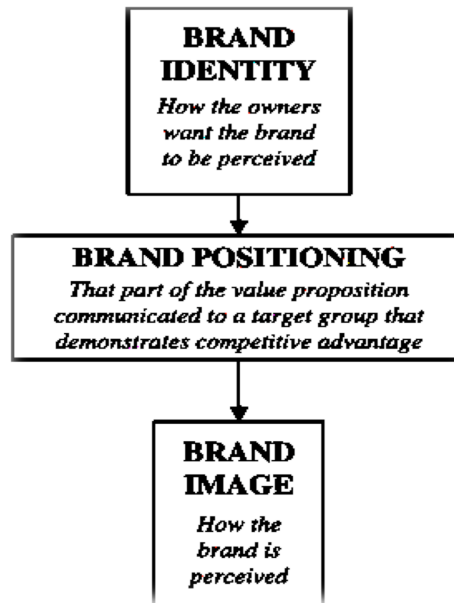 BRAND
IDENTITY
How the owners
want the brand
to be perceived
BRAND POSITIONING
That part of the value proposition
communicated to a target group that
demonstrates competitive advantage
BRAND
IMAGE
How the
brand is
perceived